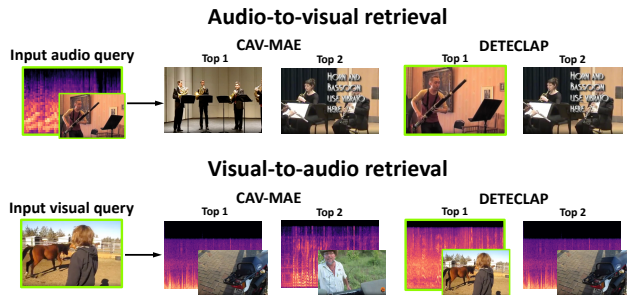 Audio-to-visual retrieval
Input audio query
CAV-MAE
DETECLAP
Top 1
Top 2
Top 1
Top 2
HORN AND
BASSOON
USE VIBRATO
HERE
HORN AND
BASSOON
USE VIBRATO
HERE
Visual-to-audio retrieval
Input visual query
CAV-MAE
DETECLAP
Top 1
Top 2
Top 1
Top 2